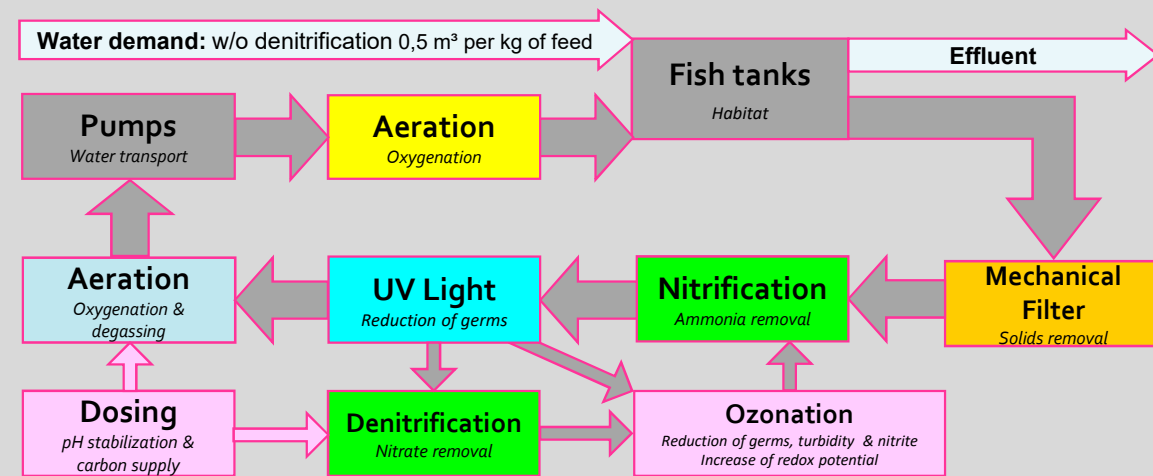 Water demand: w/o denitrification 0,5 m³ per kg of feed
Fish tanks
Habitat
Effluent
Pumps
Water transport
Aeration
Oxygenation
Aeration
Oxygenation &
degassing
UV Light
Reduction of germs
Nitrification
Ammonia removal
Mechanical
Filter
Solids removal
Dosing
pH stabilization &
carbon supply
Denitrification
Nitrate removal
Ozonation
Reduction of germs, turbidity & nitrite
Increase of redox potential